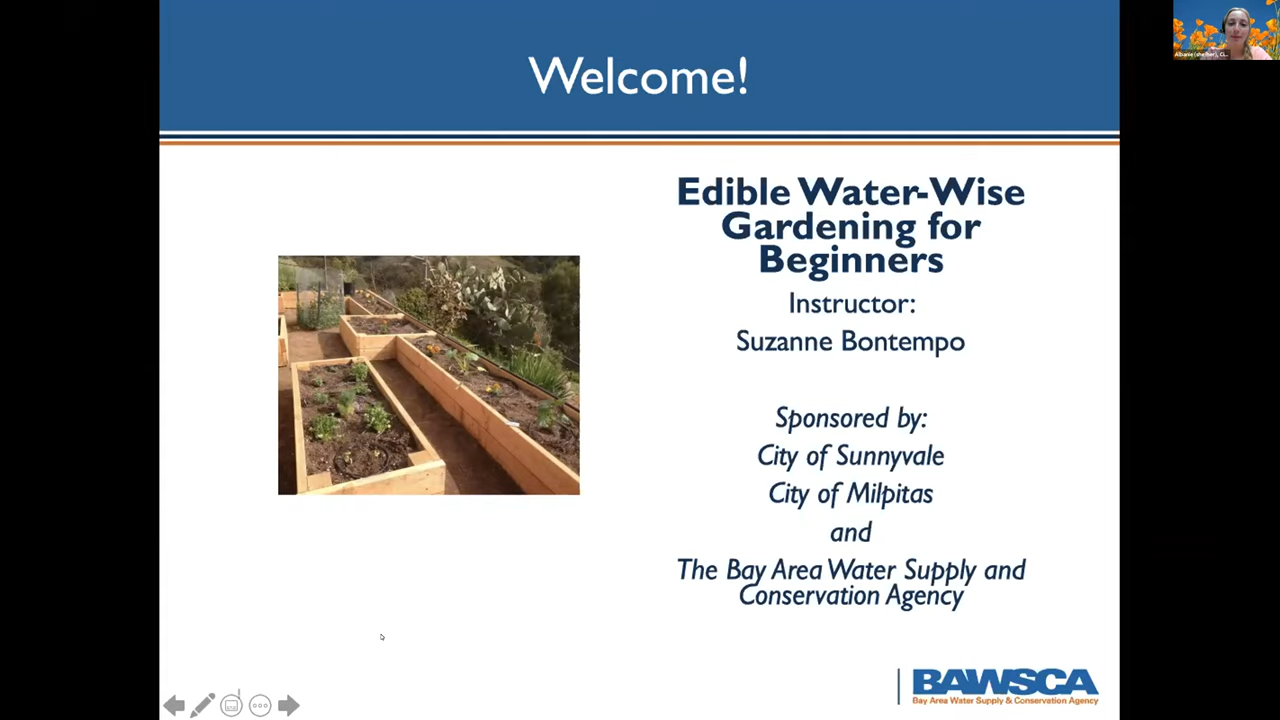 Welcome!
Edible Water-Wise
Gardening for
Beginners
Instructor:
Suzanne Bontempo
Sponsored by:
City of Sunnyvale
City of Milpitas
and
The Bay Area Water Supply and
Conservation Agency
BAWSCA
Bay Area Water Supply & Conservation Agency